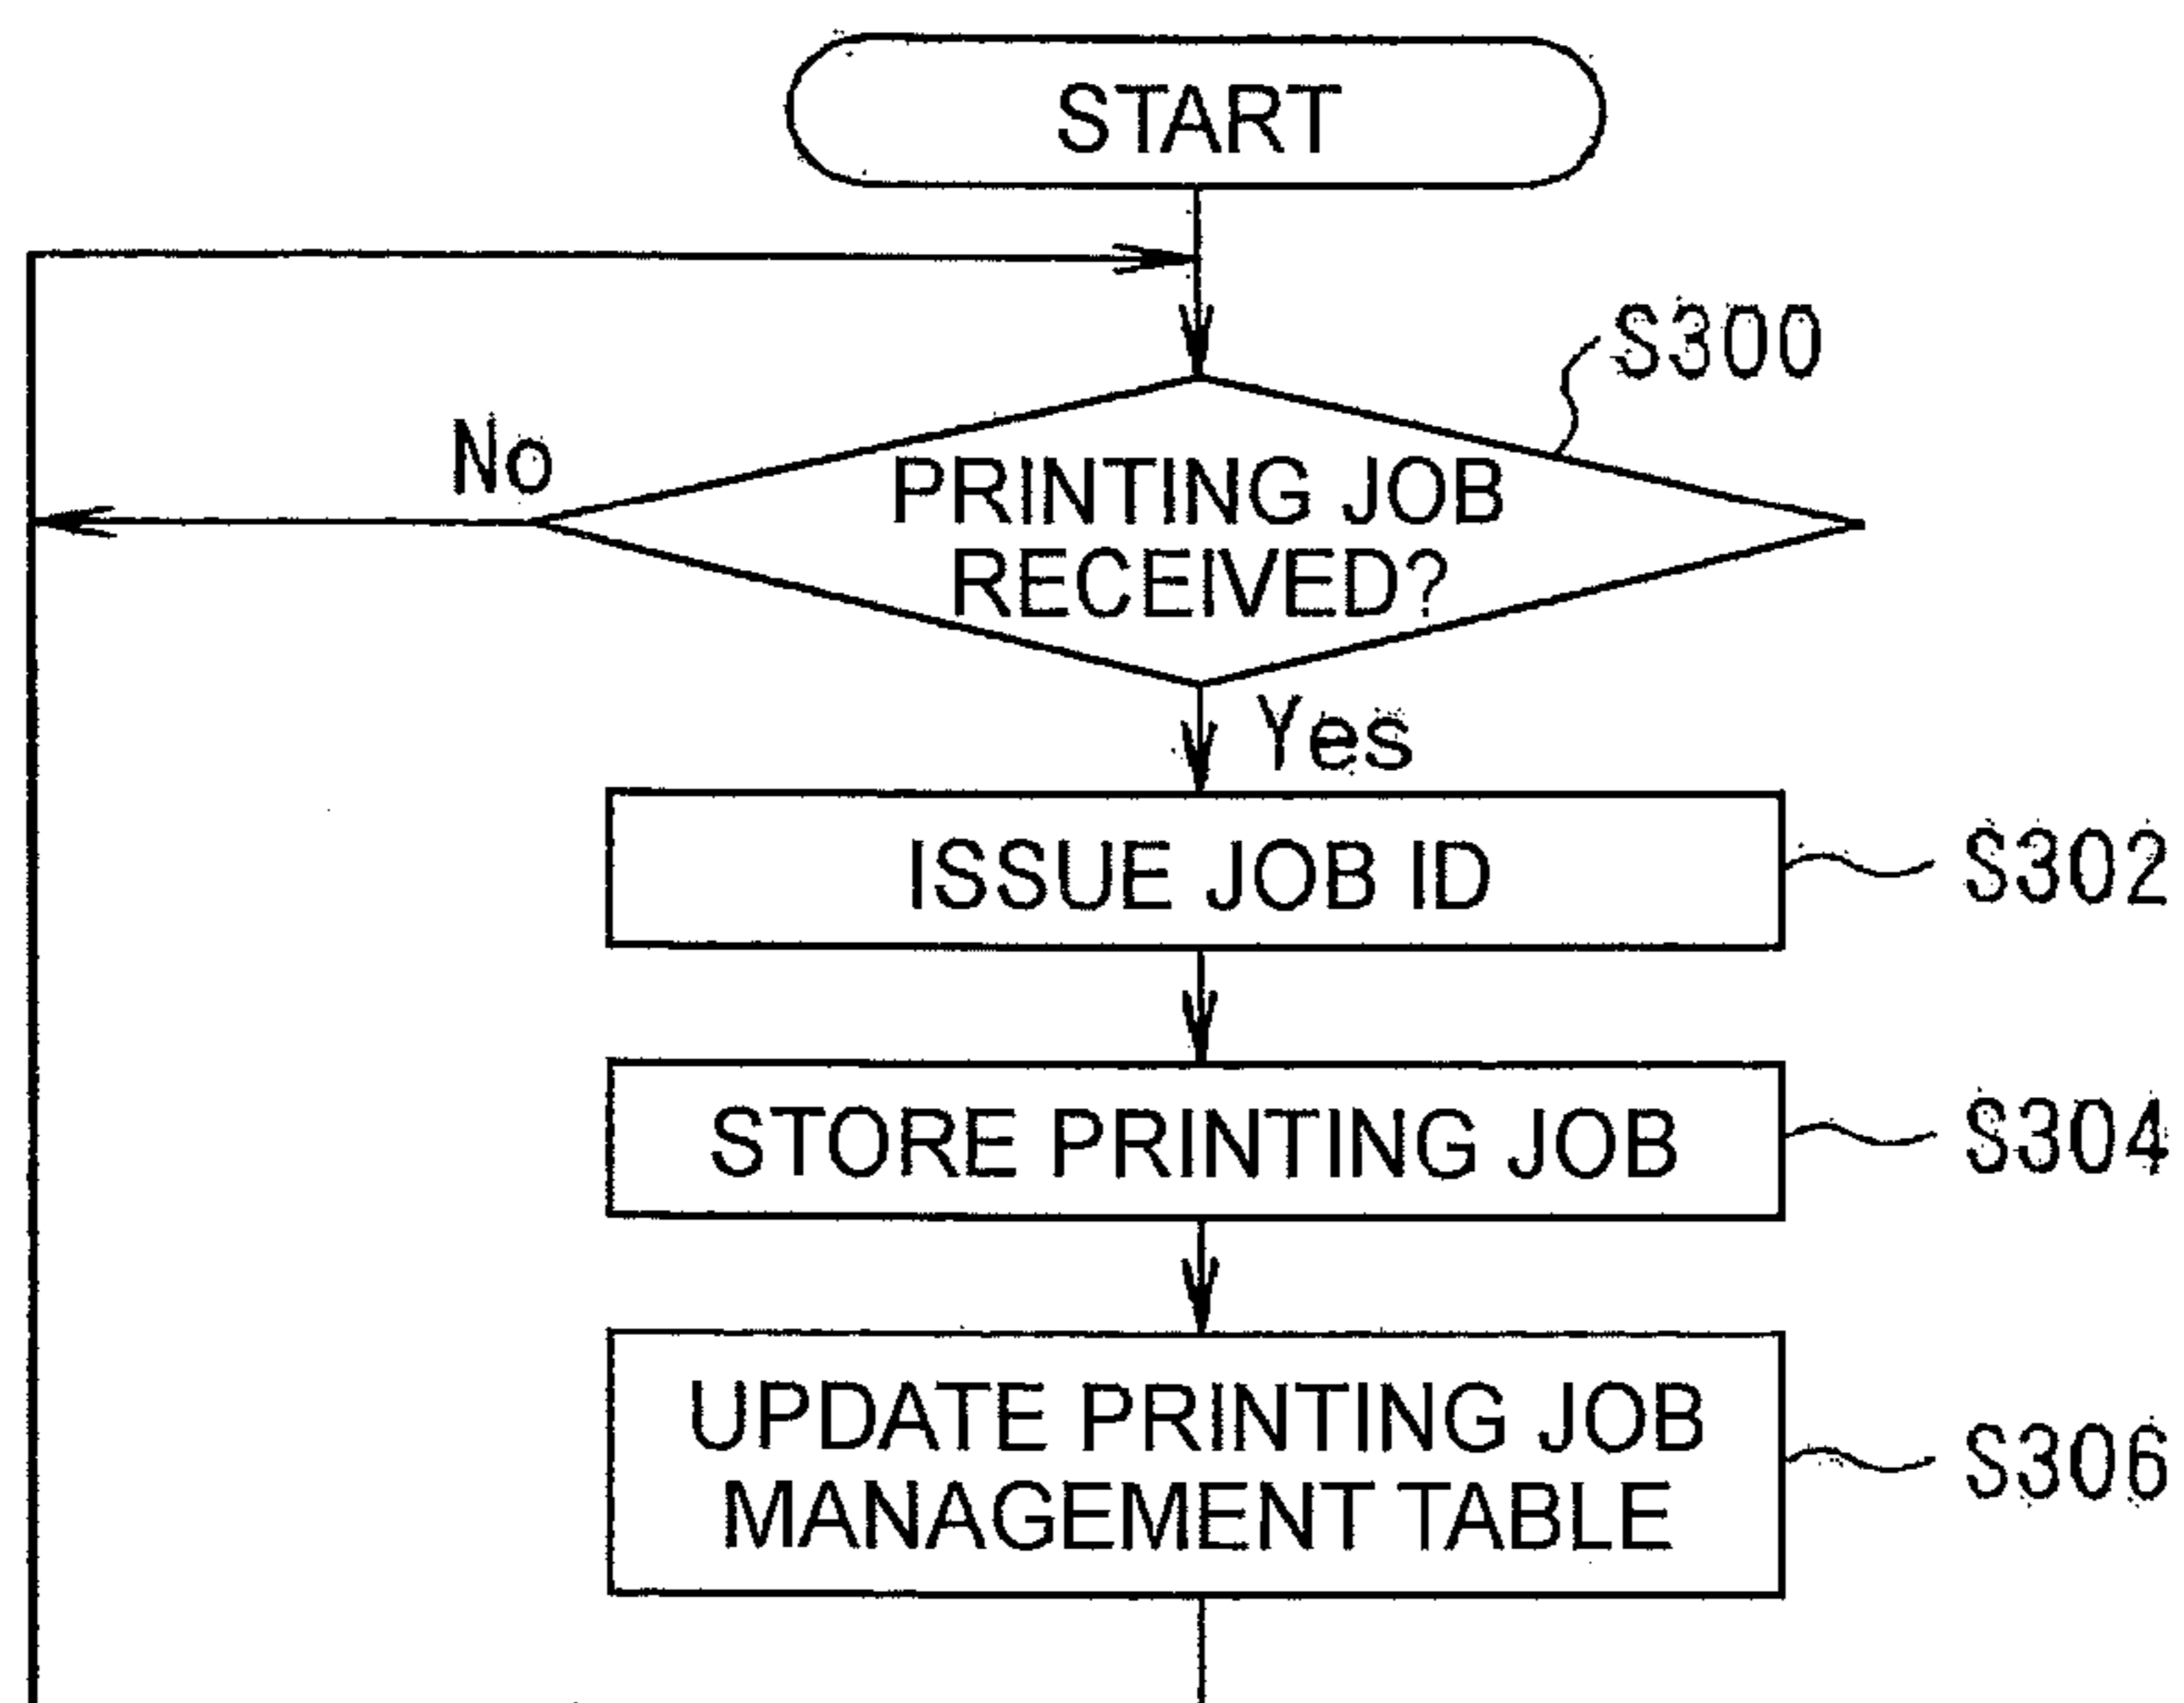 START
S300
No
PRINTING JOB
RECEIVED?
Yes
ISSUE JOB ID
S302
STORE PRINTING JOB
S304
UPDATE PRINTING JOB
MANAGEMENT TABLE
S306